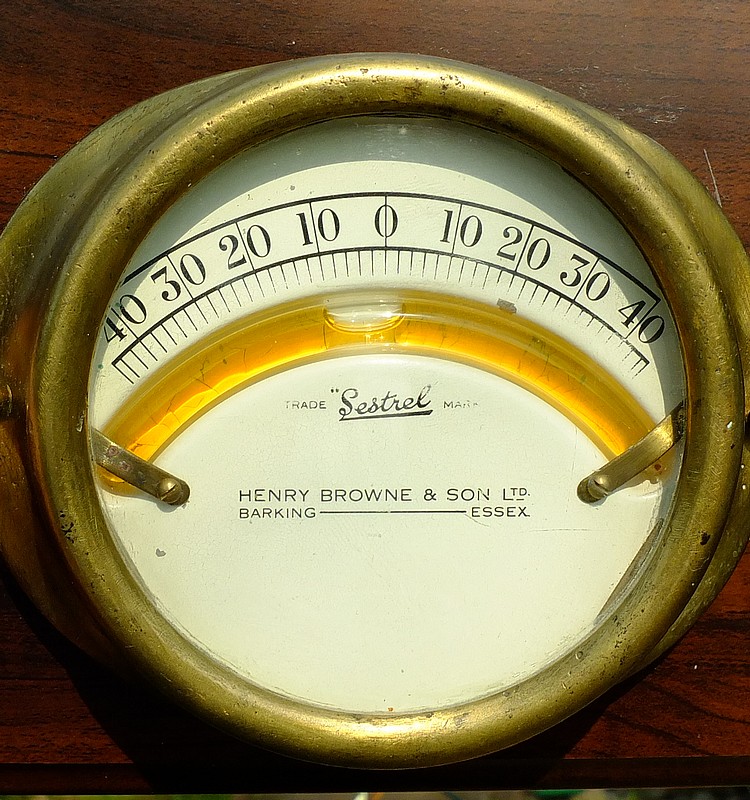 40 30 20 10 0 10 20 30 40
TRADE "Sestrel MARK
HENRY BROWNE & SON LTD.
BARKING ESSEX.